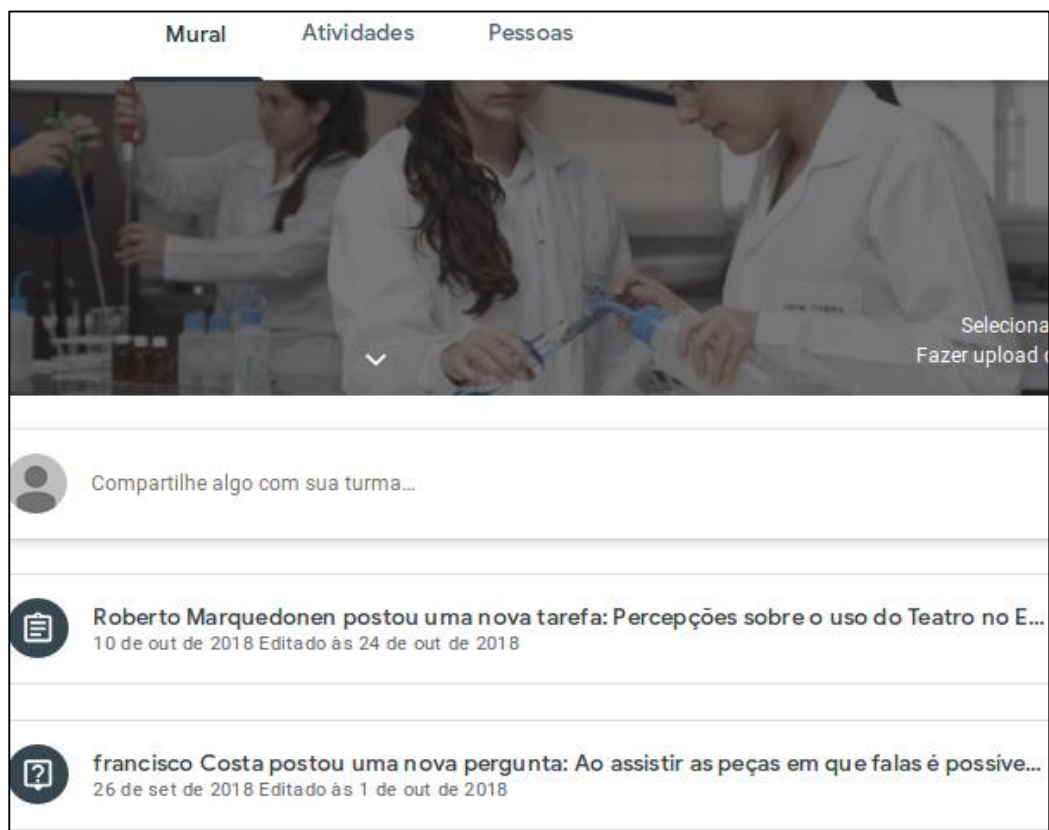 Mural Atividades Pessoas
Seleciona
Fazer upload
Compartilhe algo com sua turma...
Roberto Marquedonen postou uma nova tarefa: Percepções sobre o uso do Teatro no E...
10 de out de 2018 Editado às 24 de out de 2018
francisco Costa postou uma nova pergunta: Ao assistir as peças em que falas é possíve...
26 de set de 2018 Editado às 1 de out de 2018